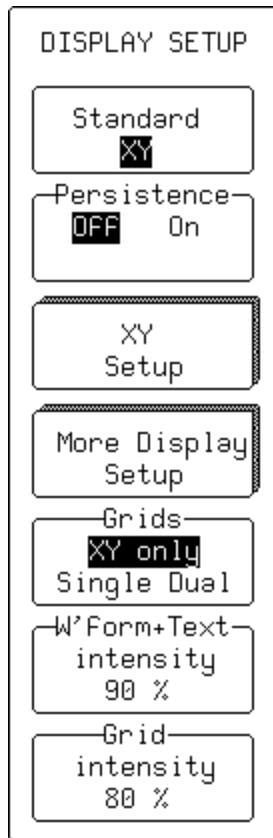 DISPLAY SETUP
Standard
XY
Persistence
OFF On
XY
Setup
More Display
Setup
Grids
XY only
Single Dual
W'Form+Text
intensity
90 %
Grid
intensity
80 %